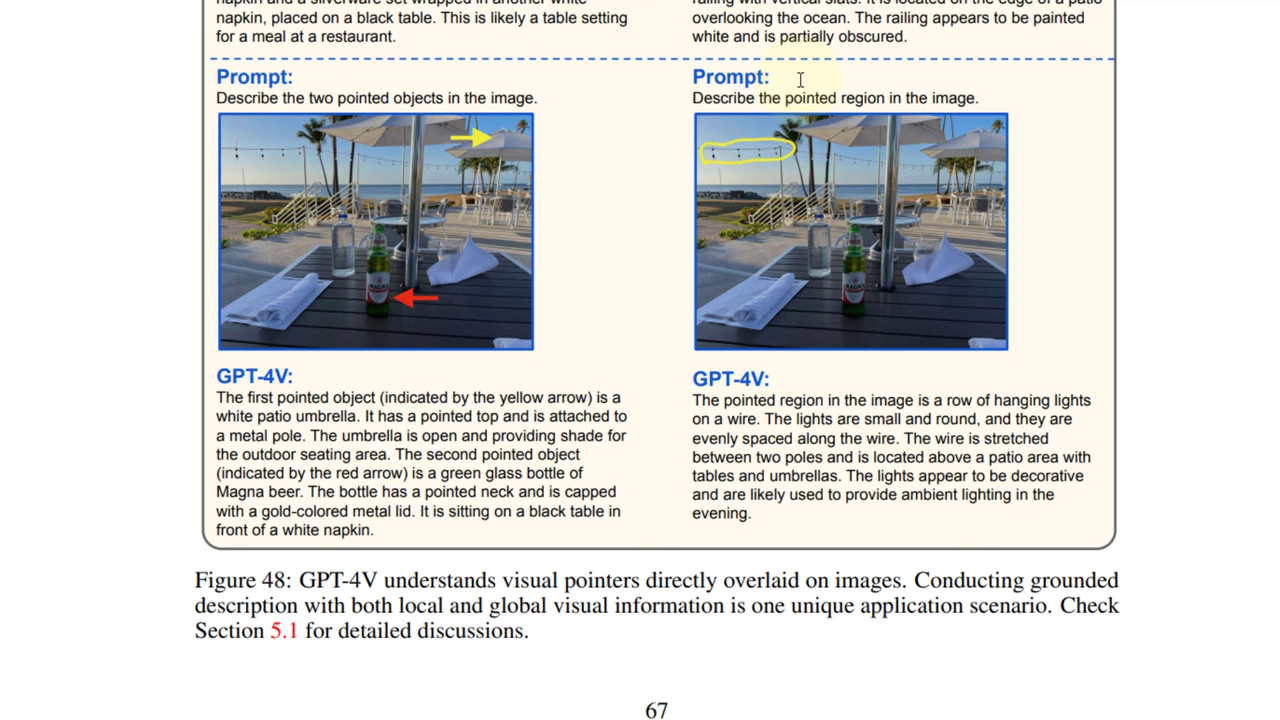 napkin and a silverware set wrapped in another white
napkin, placed on a black table. This is likely a table setting
for a meal at a restaurant.
railing with vertical slats. It is located on the edge of a patio
overlooking the ocean. The railing appears to be painted
white and is partially obscured.
Prompt:
Describe the two pointed objects in the image.
MAGNA
GPT-4V:
The first pointed object (indicated by the yellow arrow) is a
white patio umbrella. It has a pointed top and is attached to
a metal pole. The umbrella is open and providing shade for
the outdoor seating area. The second pointed object
(indicated by the red arrow) is a green glass bottle of
Magna beer. The bottle has a pointed neck and is capped
with a gold-colored metal lid. It is sitting on a black table in
front of a white napkin.
Prompt:
Describe the pointed region in the image.
MAGNA
GPT-4V:
The pointed region in the image is a row of hanging lights
on a wire. The lights are small and round, and they are
evenly spaced along the wire. The wire is stretched
between two poles and is located above a patio area with
tables and umbrellas. The lights appear to be decorative
and are likely used to provide ambient lighting in the
evening.
Figure 48: GPT-4V understands visual pointers directly overlaid on images. Conducting grounded
description with both local and global visual information is one unique application scenario. Check
Section 5.1 for detailed discussions.
67